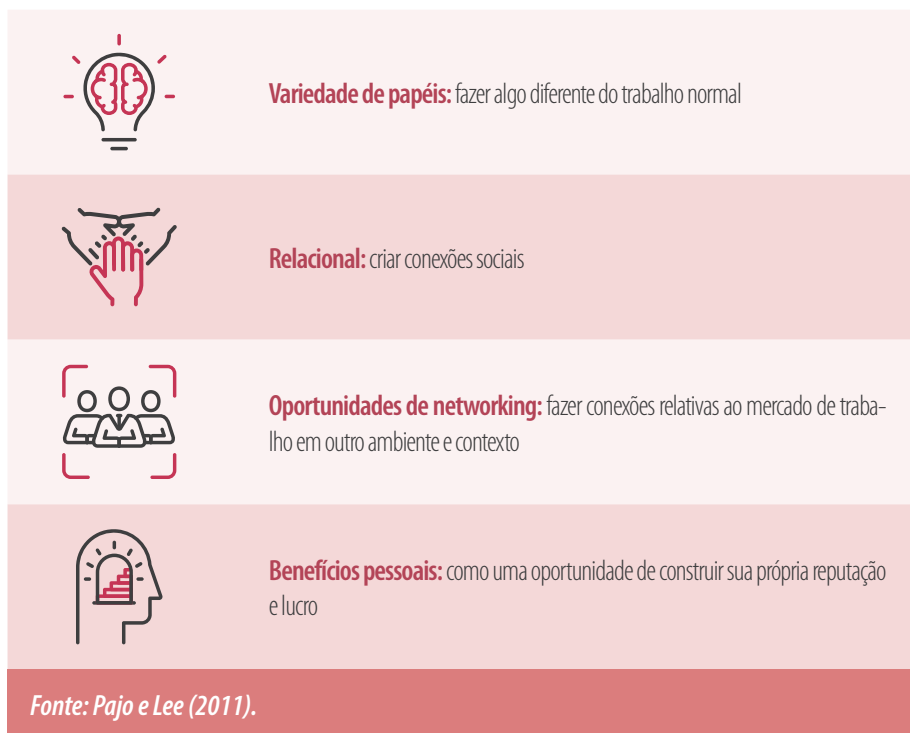 Variedade de papéis: fazer algo diferente do trabalho normal
Relacional: criar conexões sociais
Oportunidades de networking: fazer conexões relativas ao mercado de traba-
lho em outro ambiente e contexto
Benefícios pessoais: como uma oportunidade de construir sua própria reputação
e lucro
Fonte: Pajo e Lee (2011).